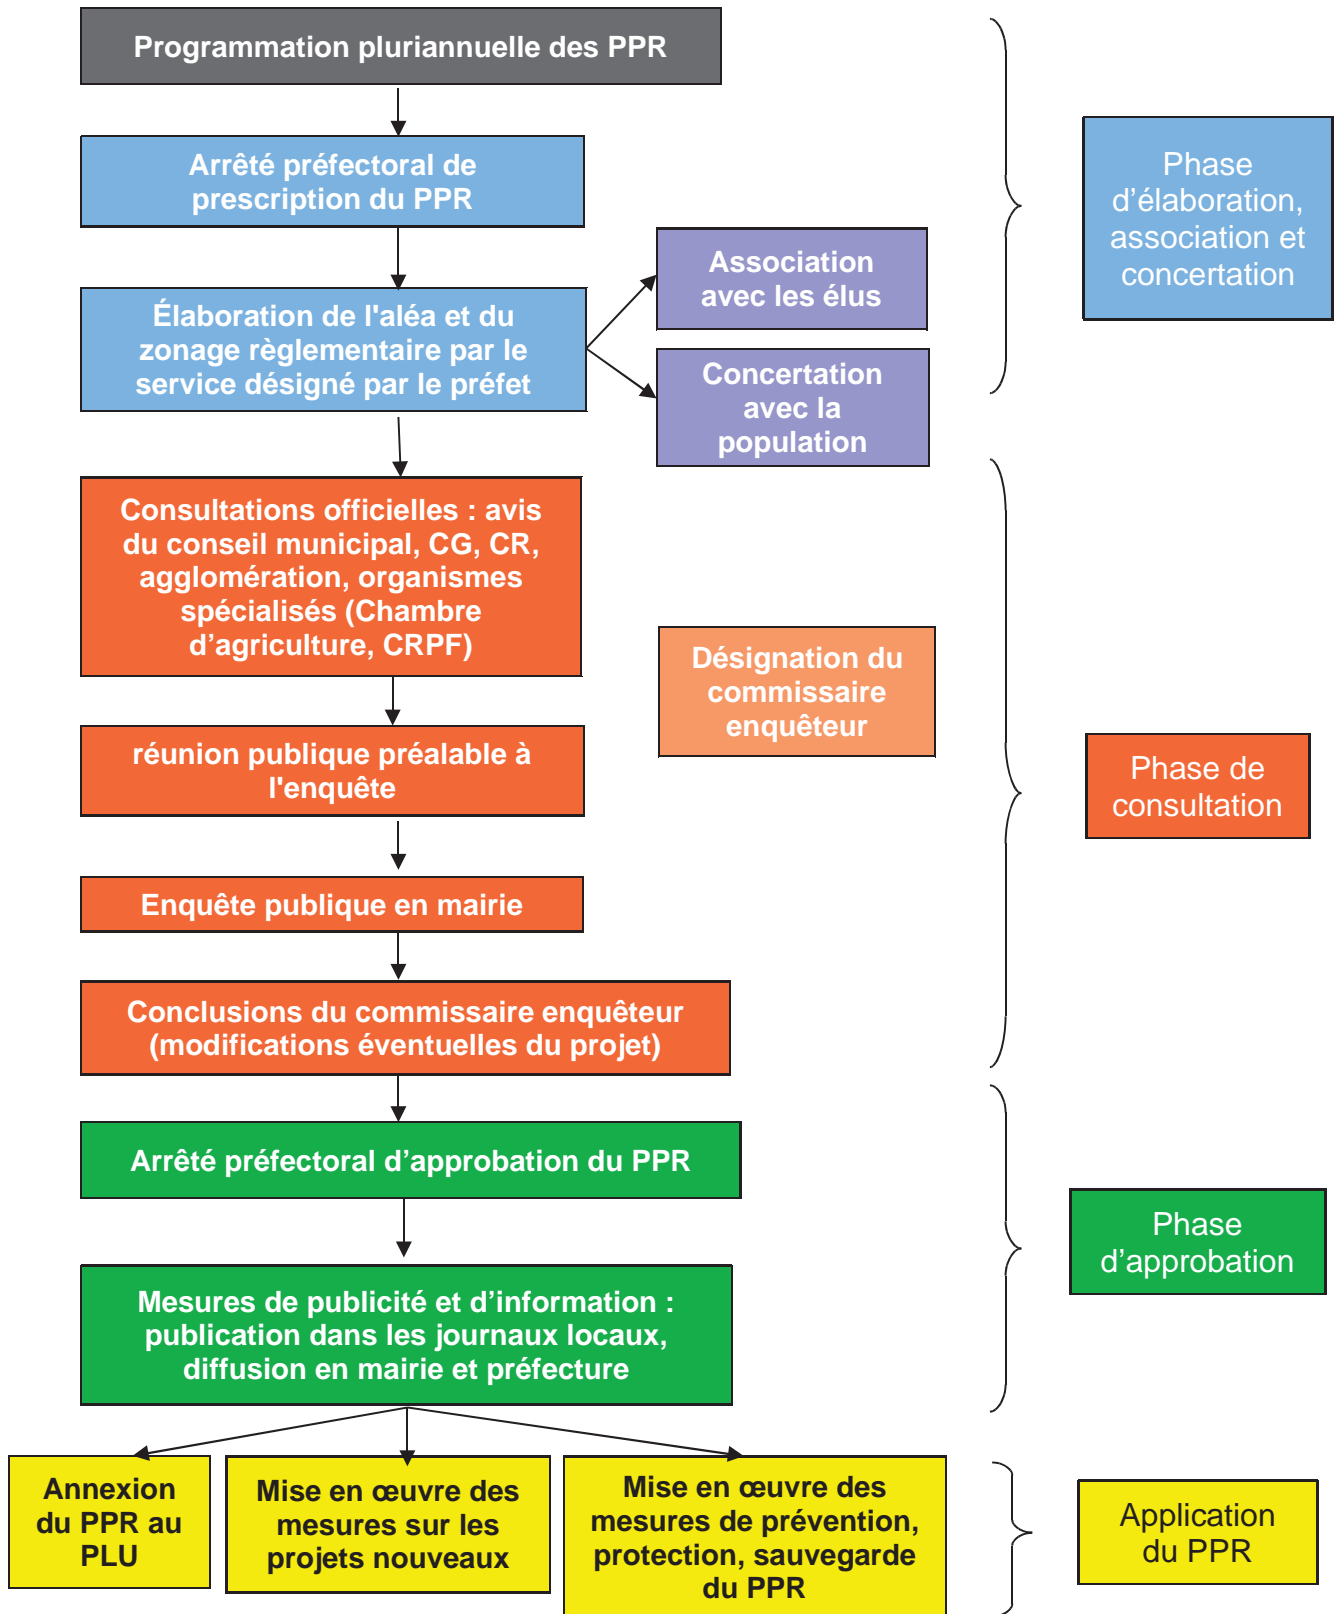 Programmation pluriannuelle des PPR
Arrêté préfectoral de
prescription du PPR
Élaboration de l'aléa et du
zonage règlementaire par le
service désigné par le préfet
Association
avec les élus
Concertation
avec la
population
Phase
d’élaboration,
association et
concertation
Consultations officielles : avis
du conseil municipal, CG, CR,
agglomération, organismes
spécialisés (Chambre
d’agriculture, CRPF)
Désignation du
commissaire
enquêteur
réunion publique préalable à
l'enquête
Enquête publique en mairie
Conclusions du commissaire enquêteur
(modifications éventuelles du projet)
Phase de
consultation
Arrêté préfectoral d’approbation du PPR
Mesures de publicité et d’information :
publication dans les journaux locaux,
diffusion en mairie et préfecture
Phase
d’approbation
Annexion
du PPR au
PLU
Mise en œuvre des
mesures sur les
projets nouveaux
Mise en œuvre des
mesures de prévention,
protection, sauvegarde
du PPR
Application
du PPR